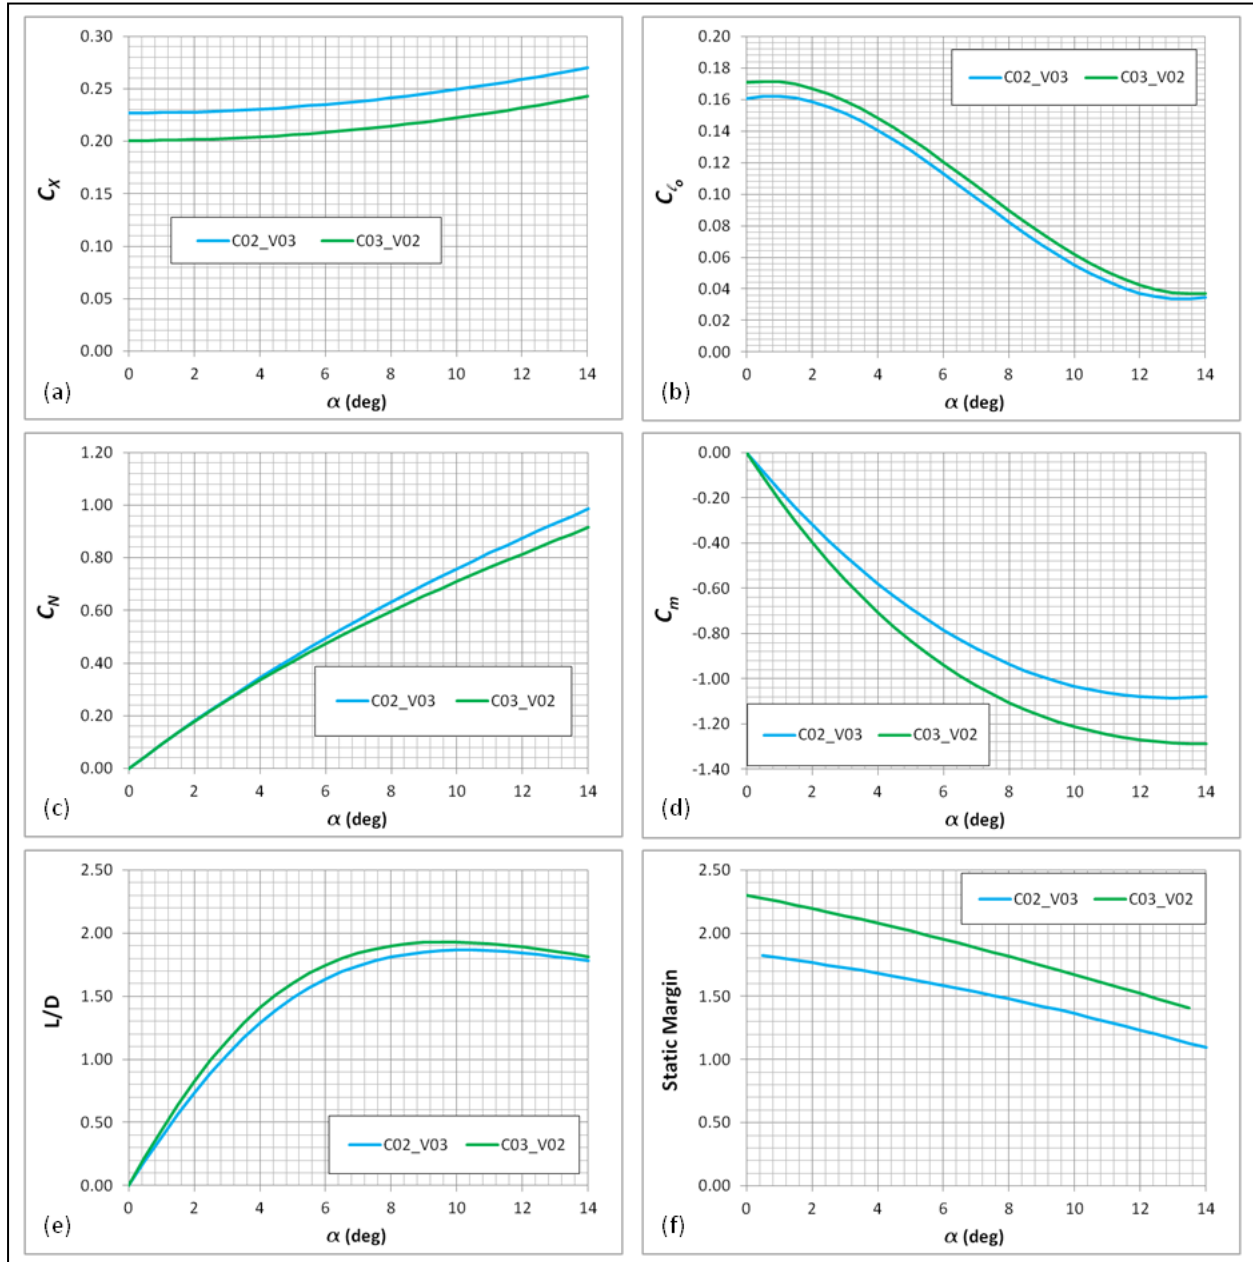 0.30
0.25
0.20
0.15
0.10
0.05
0.00
C_X
C02_V03 C03_V02
0 2 4 6 8 10 12 14
(a) α (deg)
0.20
0.18
0.16
0.14
0.12
0.10
0.08
0.06
0.04
0.02
0.00
C_ℓ_o
C02_V03 C03_V02
0 2 4 6 8 10 12 14
(b) α (deg)
1.20
1.00
0.80
0.60
0.40
0.20
0.00
C_N
C02_V03 C03_V02
0 2 4 6 8 10 12 14
(c) α (deg)
0.00
-0.20
-0.40
-0.60
-0.80
-1.00
-1.20
-1.40
C_m
C02_V03 C03_V02
0 2 4 6 8 10 12 14
(d) α (deg)
2.50
2.00
1.50
1.00
0.50
0.00
L/D
C02_V03 C03_V02
0 2 4 6 8 10 12 14
(e) α (deg)
2.50
2.00
1.50
1.00
0.50
0.00
Static Margin
C02_V03 C03_V02
0 2 4 6 8 10 12 14
(f) α (deg)